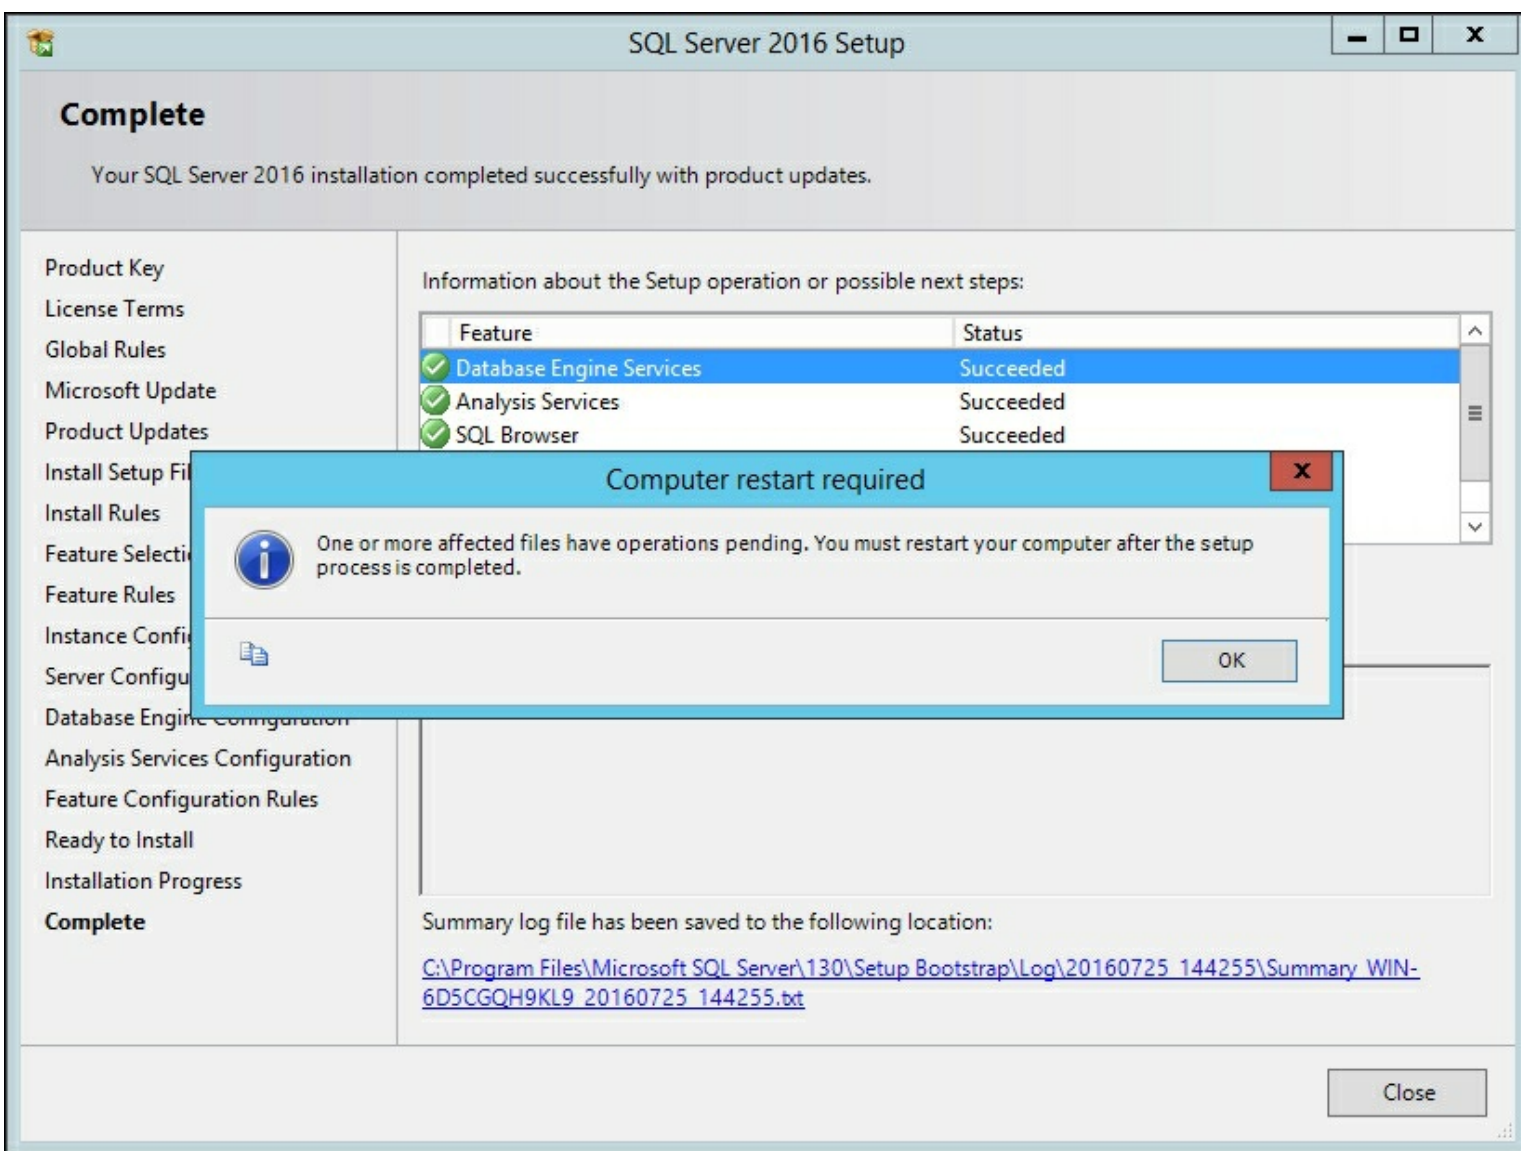 SQL Server 2016 Setup
Complete
Your SQL Server 2016 installation completed successfully with product updates.
Product Key
License Terms
Global Rules
Microsoft Update
Product Updates
Install Setup Fil
Install Rules
Feature Selecti
Feature Rules
Instance Config
Server Configu
Database Engine Configuration
Analysis Services Configuration
Feature Configuration Rules
Ready to Install
Installation Progress
Complete
Information about the Setup operation or possible next steps:
Feature Status
Database Engine Services Succeeded
Analysis Services Succeeded
SQL Browser Succeeded
Computer restart required
One or more affected files have operations pending. You must restart your computer after the setup
process is completed.
OK
Summary log file has been saved to the following location:
C:\Program Files\Microsoft SQL Server\130\Setup Bootstrap\Log\20160725_144255\Summary_WIN-
6D5CGQH9KL9_20160725_144255.txt
Close